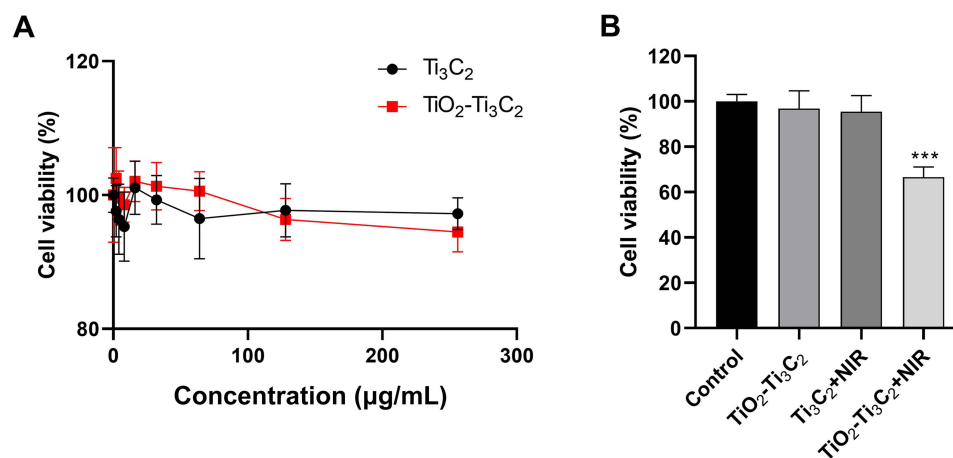 A
Cell viability (%)
120
100
80
0
100
200
300
Concentration (µg/mL)
Ti₃C₂
TiO₂-Ti₃C₂
B
Cell viability (%)
120
100
80
60
40
20
0
***
Control
TiO₂-Ti₃C₂
Ti₃C₂+NIR
TiO₂-Ti₃C₂+NIR